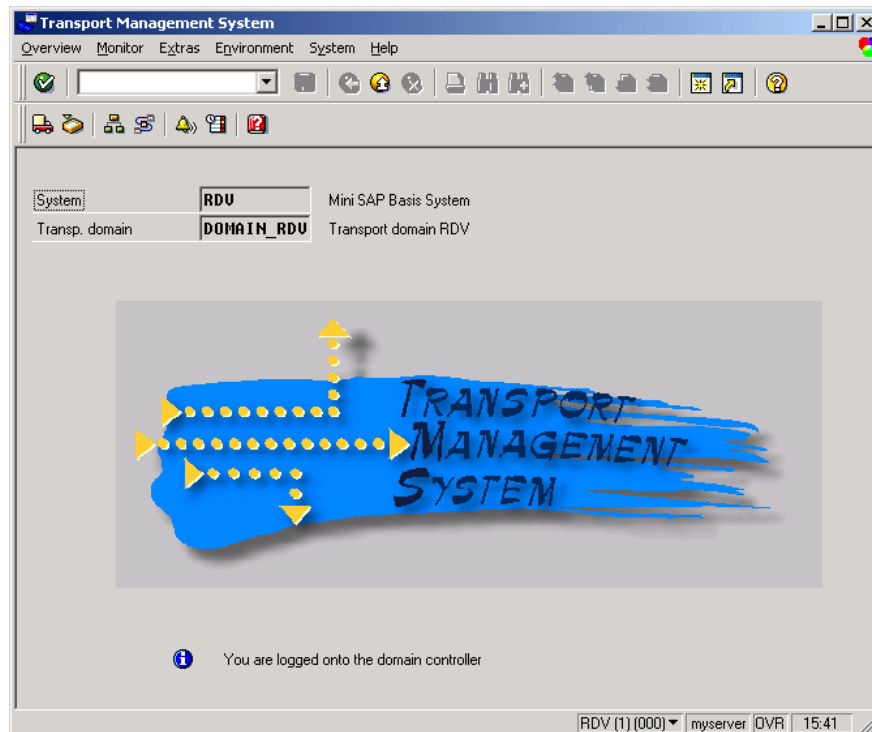 Transport Management System
Overview Monitor Extras Environment System Help
System RDV Mini SAP Basis System
Transp. domain DOMAIN_RDV Transport domain RDV
TRANSPORT
MANAGEMENT
SYSTEM
You are logged onto the domain controller
RDV (1) (000) myserver OVR 15:41